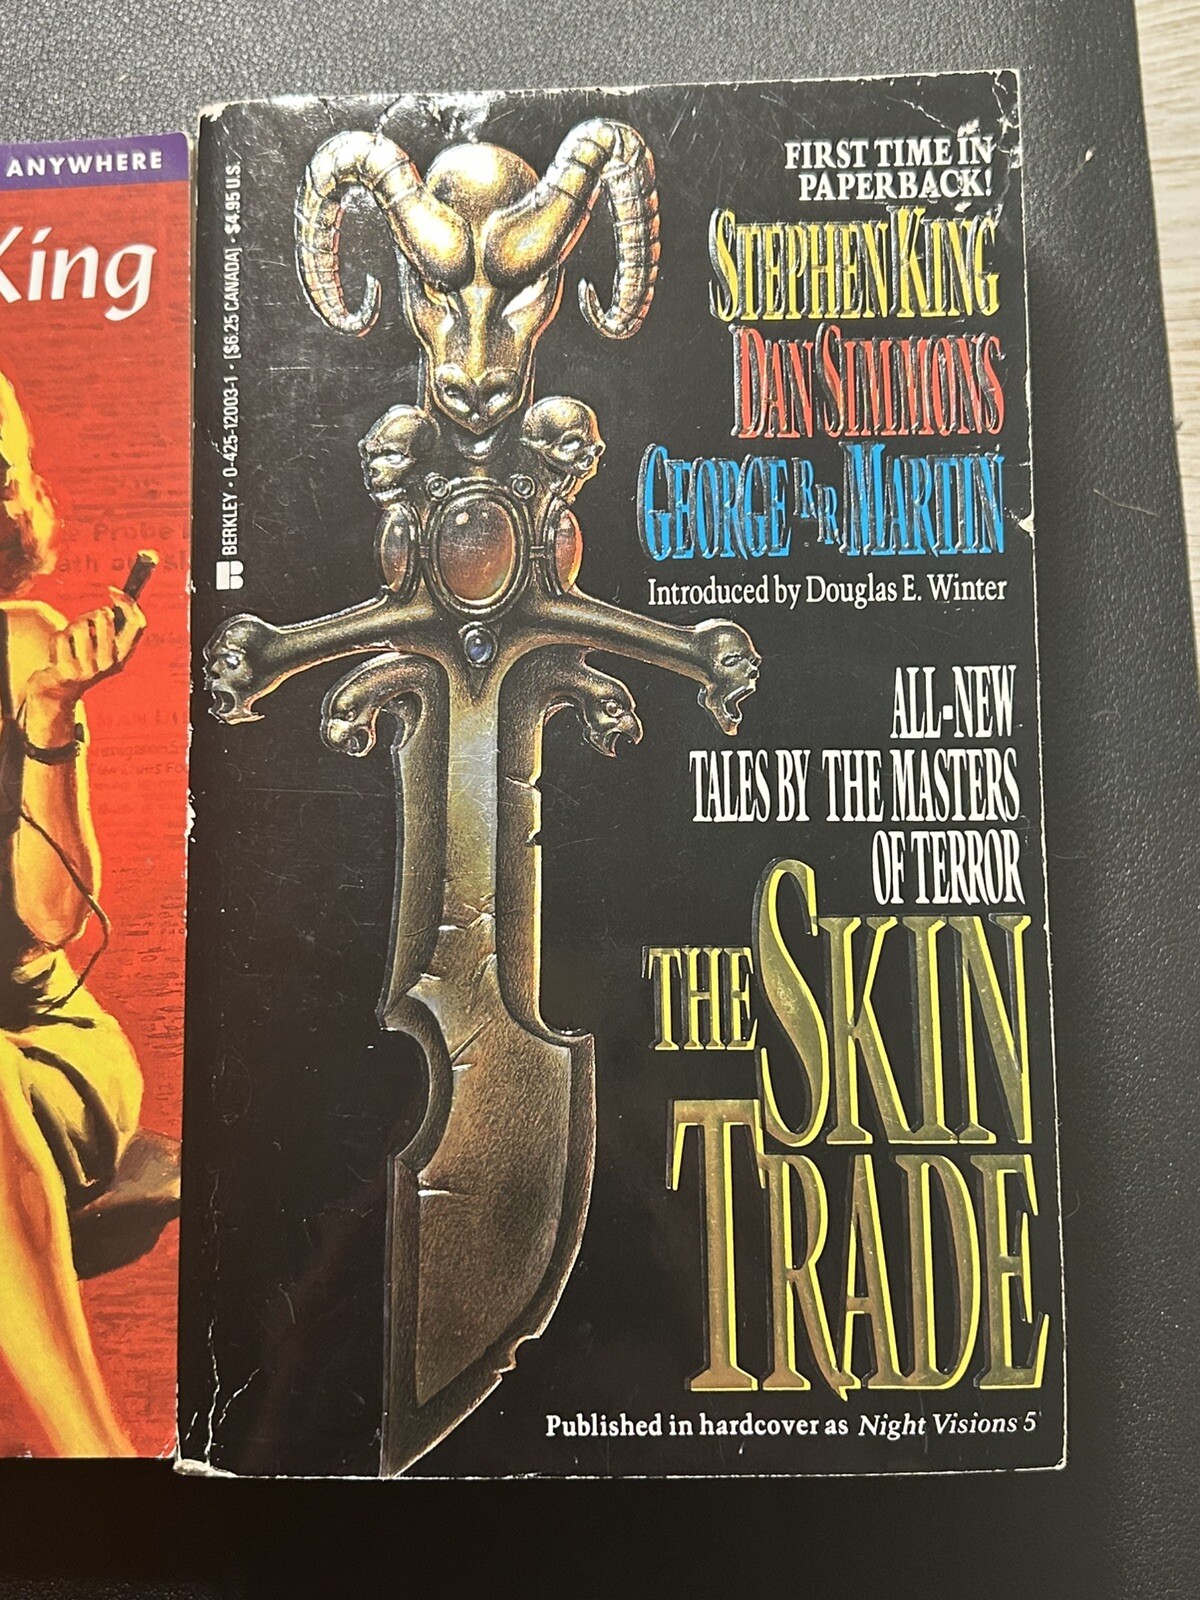 ANYWHERE
King
BERKLEY • 0-425-12003-1 • [$6.25 CANADA] • $4.95 U.S.
FIRST TIME IN
PAPERBACK!
STEPHEN KING
DAN SIMMONS
GEORGE R.R. MARTIN
Introduced by Douglas E. Winter
ALL-NEW
TALES BY THE MASTERS
OF TERROR
THE SKIN
TRADE
Published in hardcover as Night Visions 5